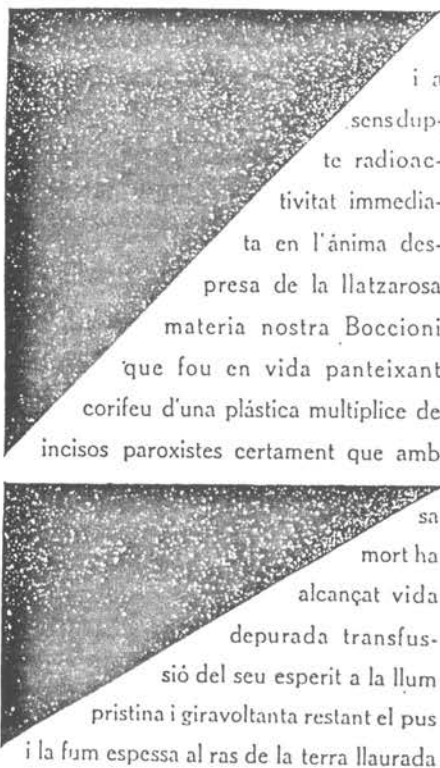 i a
sens dup-
te radioac-
tivitat immedia-
ta en l'ánima des-
presa de la llatzarosa
materia nostra Boccioni
que fou en vida panteixant
corifeu d'una plástica multiplice de
incisos paroxistes certament que amb
sa
mort ha
alcançat vida
depurada transfus-
sió del seu esperit a la llum
pristina i giravoltanta restant el pus
i la fum espessa al ras de la terra llaurada